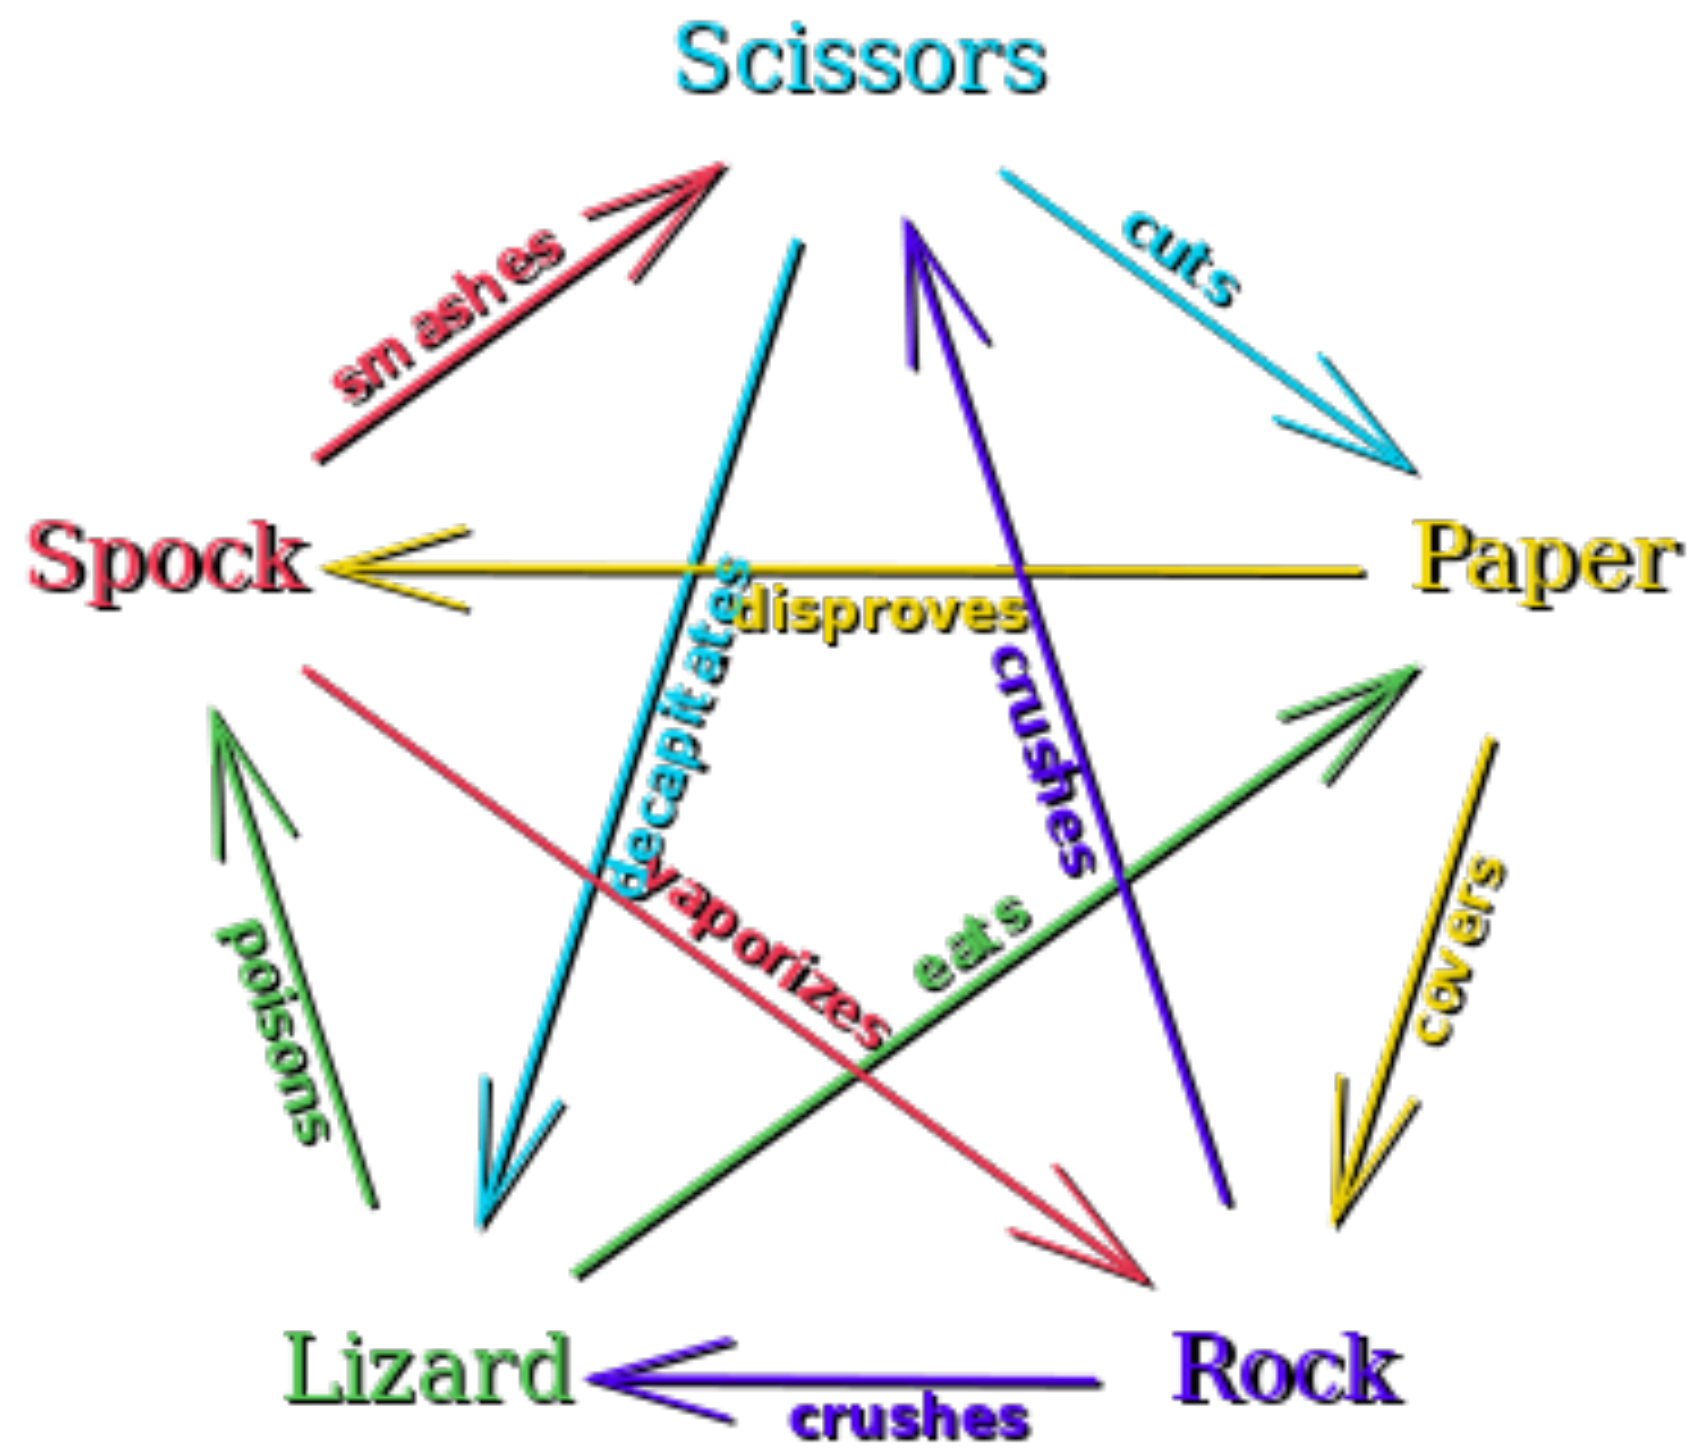 Scissors
smashes
cuts
Spock
Paper
disproves
decapitates
crushes
vaporizes
eats
covers
poisons
Lizard
Rock
crushes